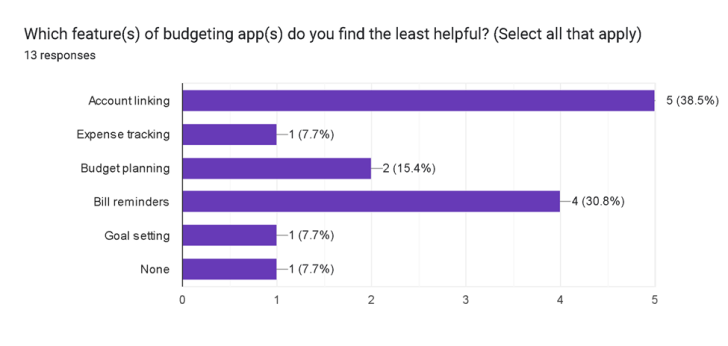 Which feature(s) of budgeting app(s) do you find the least helpful? (Select all that apply)
13 responses
Account linking 5 (38.5%)
Expense tracking 1 (7.7%)
Budget planning 2 (15.4%)
Bill reminders 4 (30.8%)
Goal setting 1 (7.7%)
None 1 (7.7%)
0 1 2 3 4 5